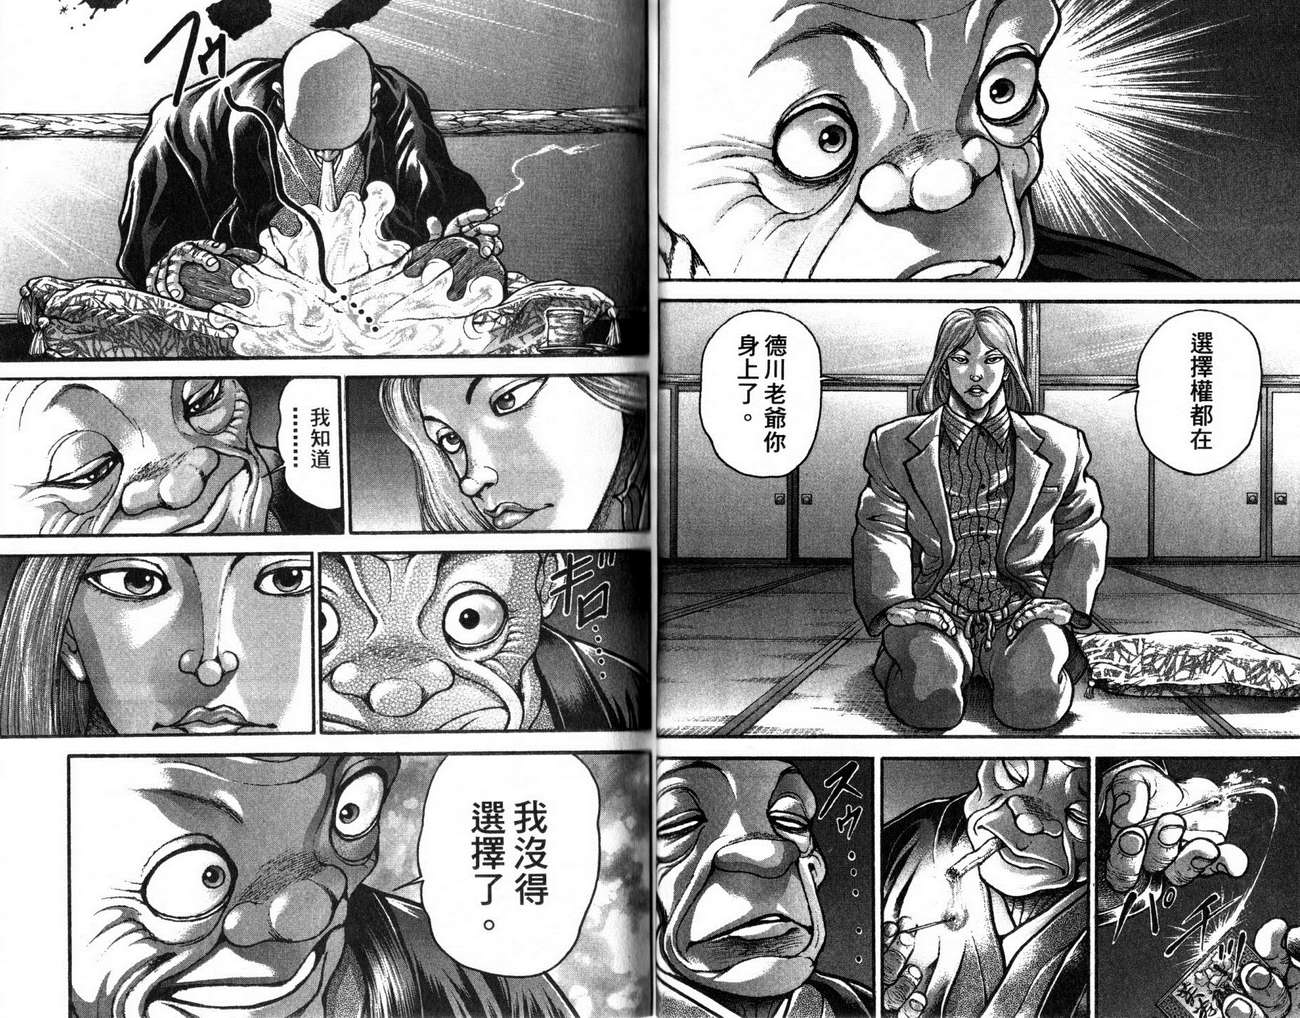 選擇權都在
德川老爺你
身上了。
パ
チッ
スゥ……
フゥ…
我知道
………
ギロ……
我沒得
選擇了。